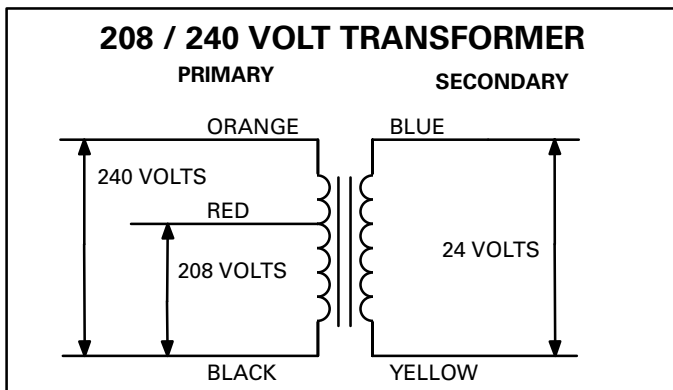 208 / 240 VOLT TRANSFORMER
PRIMARY
SECONDARY
ORANGE
BLUE
240 VOLTS
RED
208 VOLTS
24 VOLTS
BLACK
YELLOW